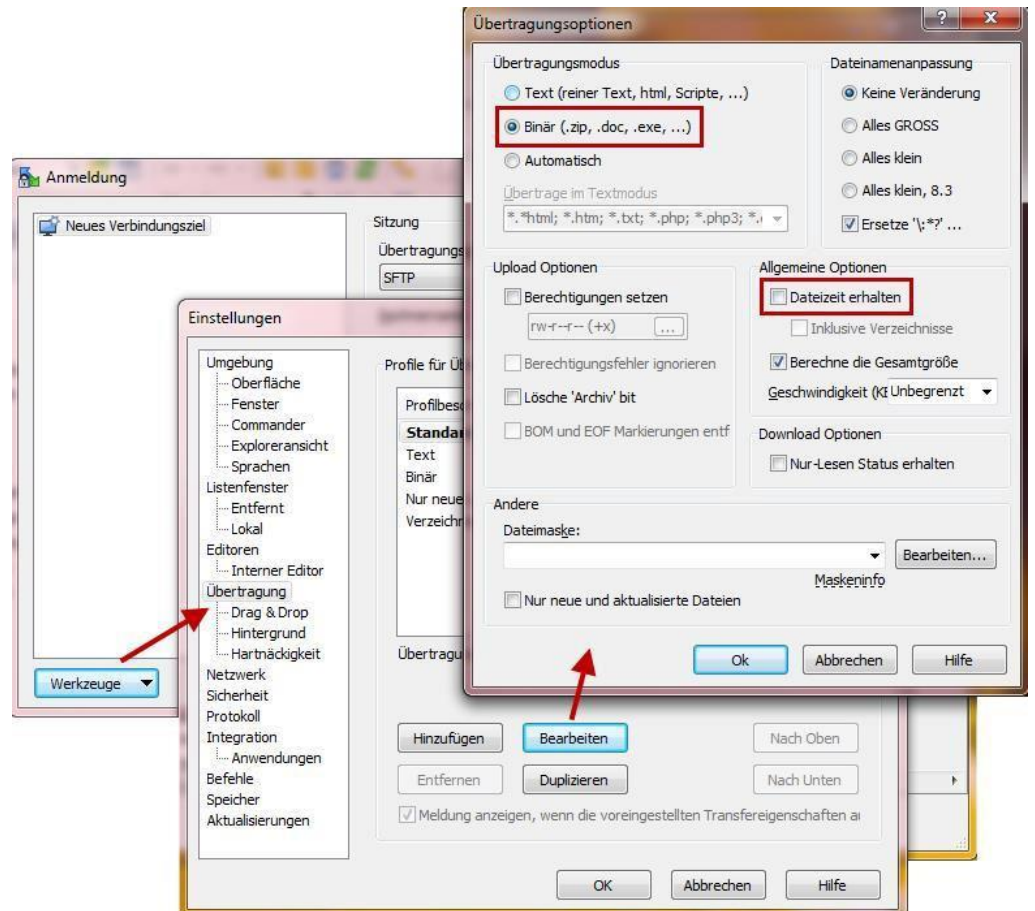 Übertragungsoptionen
?
X
Übertragungsmodus
Text (reiner Text, html, Scripte, ...)
Binär (.zip, .doc, .exe, ...)
Automatisch
Übertrage im Textmodus
*.*html; *.htm; *.txt; *.php; *.php3; *.
Dateinamenanpassung
Keine Veränderung
Alles GROSS
Alles klein
Alles klein, 8.3
Ersetze '\:*?' ...
Upload Optionen
Berechtigungen setzen
rw-r--r-- (+x)
...
Berechtigungsfehler ignorieren
Lösche 'Archiv' bit
BOM und EOF Markierungen entf
Allgemeine Optionen
Dateizeit erhalten
Inklusive Verzeichnisse
Berechne die Gesamtgröße
Geschwindigkeit (KE Unbegrenzt
Download Optionen
Nur-Lesen Status erhalten
Andere
Dateimaske:
Bearbeiten...
Maskeninfo
Nur neue und aktualisierte Dateien
Ok
Abbrechen
Hilfe
Anmeldung
Neues Verbindungsziel
Sitzung
Übertragungs
SFTP
Werkzeuge
Einstellungen
Umgebung
Oberfläche
Fenster
Commander
Exploreransicht
Sprachen
Listenfenster
Entfernt
Lokal
Editoren
Interner Editor
Übertragung
Drag & Drop
Hintergrund
Hartnäckigkeit
Netzwerk
Sicherheit
Protokoll
Integration
Anwendungen
Befehle
Speicher
Aktualisierungen
Profile für Üb
Profilbesc
Standar
Text
Binär
Nur neue
Verzeichn
Übertragu
Hinzufügen
Bearbeiten
Nach Oben
Entfernen
Duplizieren
Nach Unten
Meldung anzeigen, wenn die voreingestellten Transfereigenschaften a
OK
Abbrechen
Hilfe